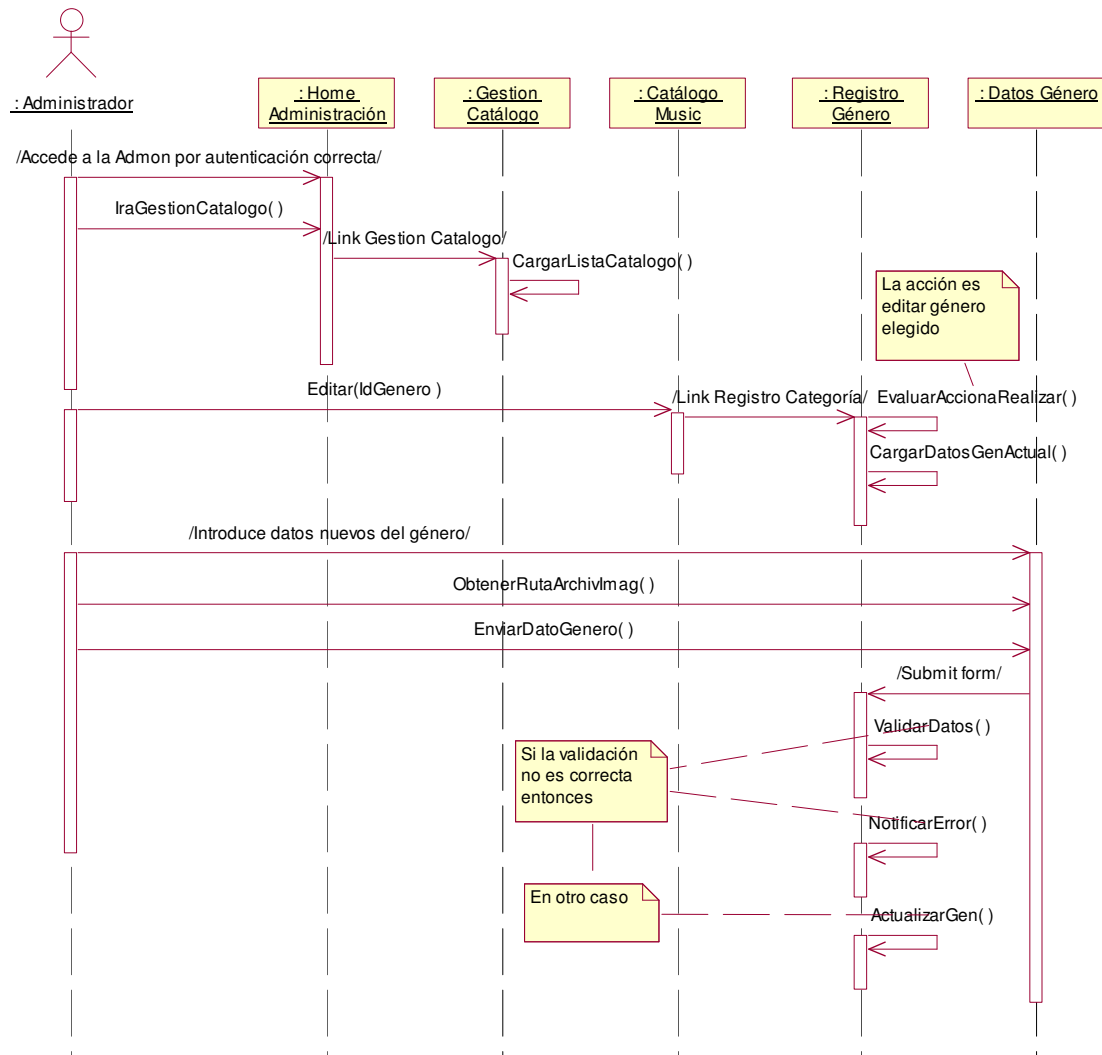 : Administrador
: Home
Administración
: Gestion
Catálogo
: Catálogo
Music
: Registro
Género
: Datos Género
/Accede a la Admon por autenticación correcta/
IraGestionCatalogo( )
/Link Gestion Catalogo/
CargarListaCatalogo( )
La acción es
editar género
elegido
Editar(IdGenero )
/Link Registro Categoría/
EvaluarAccionaRealizar( )
CargarDatosGenActual( )
/Introduce datos nuevos del género/
ObtenerRutaArchivImag( )
EnviarDatoGenero( )
/Submit form/
ValidarDatos( )
Si la validación
no es correcta
entonces
NotificarError( )
En otro caso
ActualizarGen( )